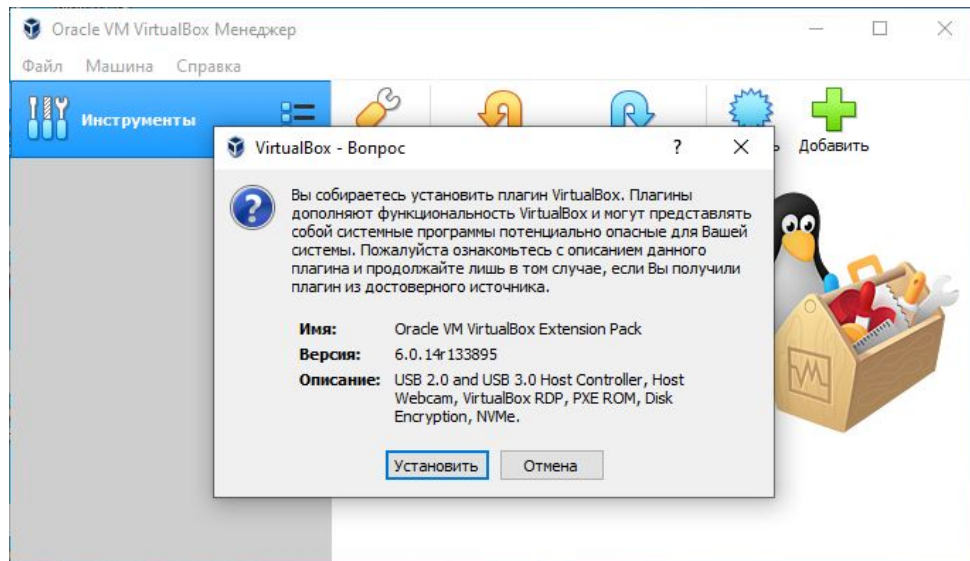 Oracle VM VirtualBox Менеджер
Файл Машина Справка
Инструменты
Добавить
VirtualBox - Вопрос
Вы собираетесь установить плагин VirtualBox. Плагины
дополняют функциональность VirtualBox и могут представлять
собой системные программы потенциально опасные для Вашей
системы. Пожалуйста ознакомьтесь с описанием данного
плагина и продолжайте лишь в том случае, если Вы получили
плагин из достоверного источника.
Имя: Oracle VM VirtualBox Extension Pack
Версия: 6.0.14r133895
Описание: USB 2.0 and USB 3.0 Host Controller, Host
Webcam, VirtualBox RDP, PXE ROM, Disk
Encryption, NVMe.
Установить Отмена